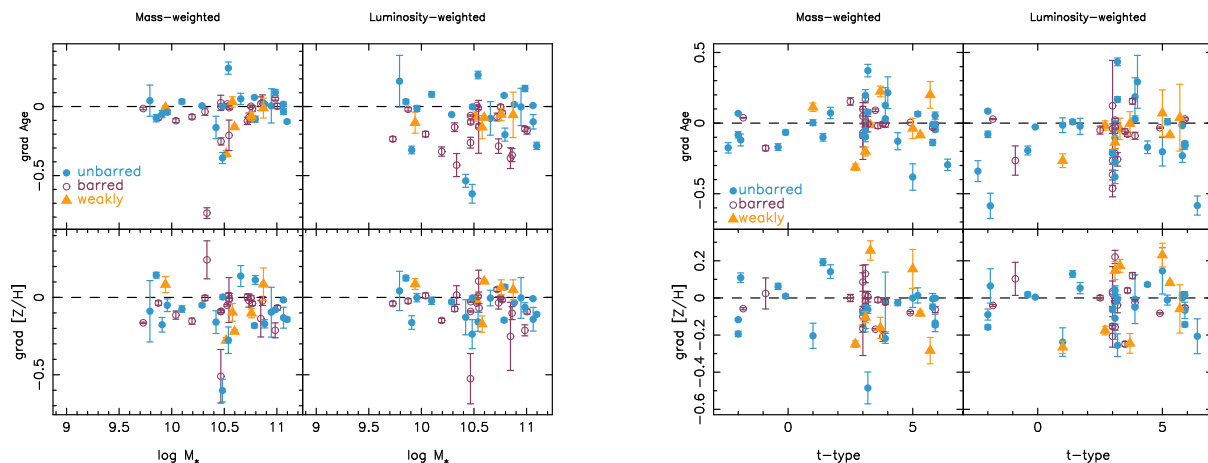 Mass−weighted Luminosity−weighted
grad Age
0
−0.5
unbarred
barred
weakly
grad [Z/H]
0
−0.5
9 9.5 10 10.5 11 9 9.5 10 10.5 11
log M* log M*
Mass−weighted Luminosity−weighted
grad Age
0.5
0
−0.5
unbarred
barred
weakly
grad [Z/H]
0.2
0
−0.2
−0.4
−0.6
0 5 0 5
t−type t−type